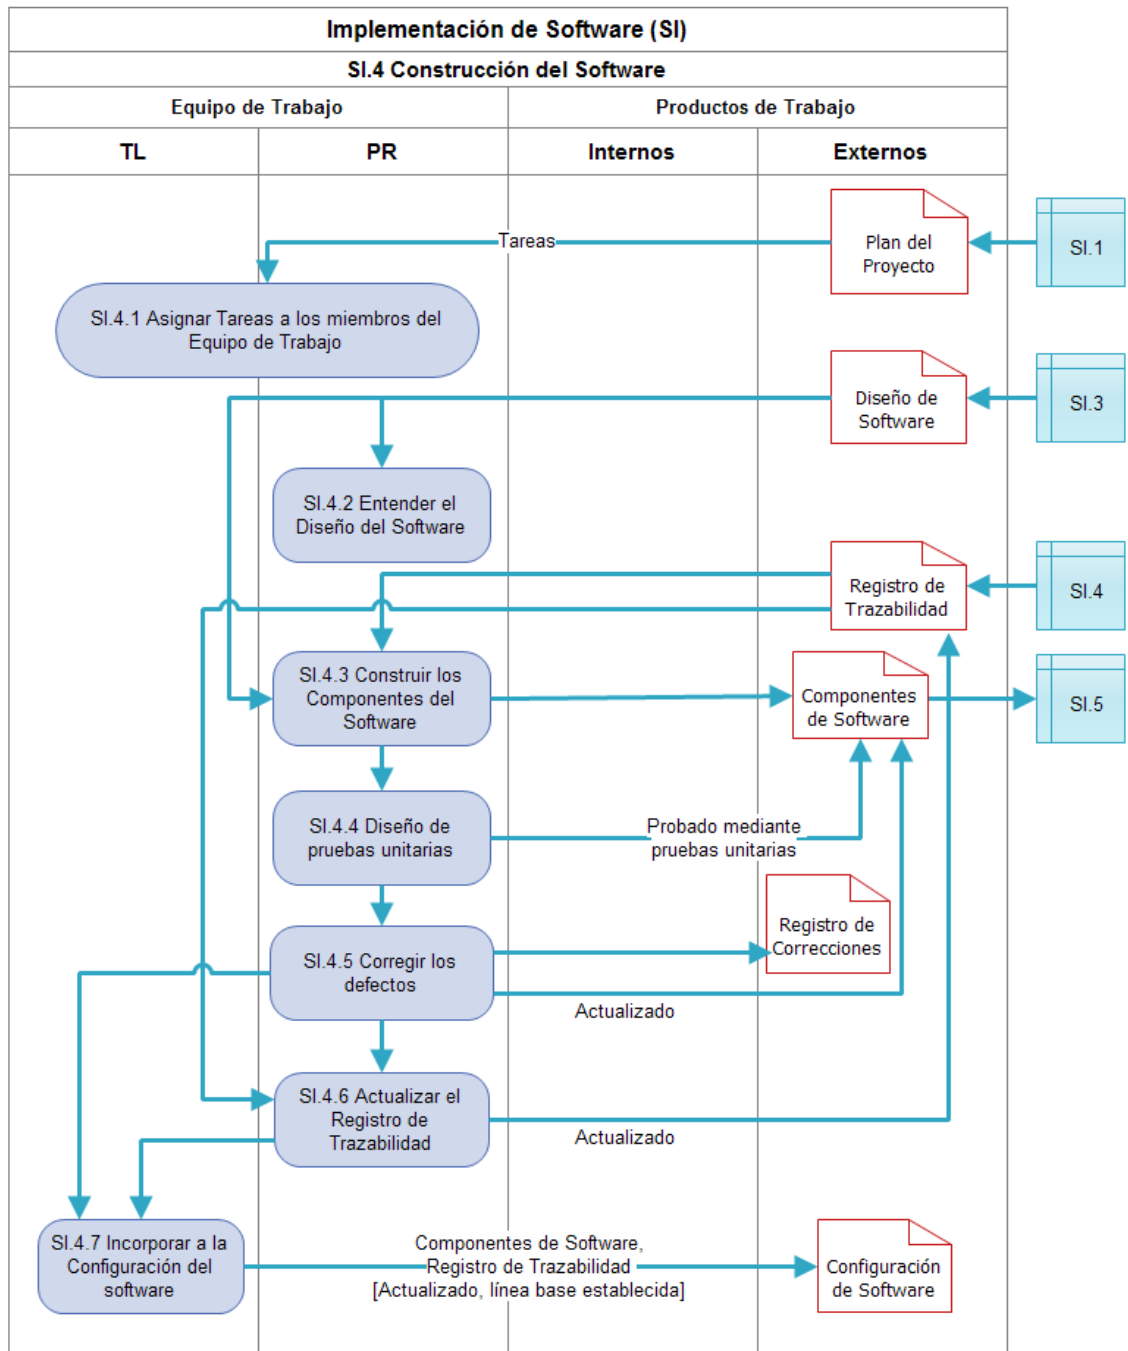 Implementación de Software (SI)
SI.4 Construcción del Software
Equipo de Trabajo
Productos de Trabajo
TL
PR
Internos
Externos
Plan del
Proyecto
SI.1
Tareas
SI.4.1 Asignar Tareas a los miembros del
Equipo de Trabajo
Diseño de
Software
SI.3
SI.4.2 Entender el
Diseño del Software
Registro de
Trazabilidad
SI.4
SI.4.3 Construir los
Componentes del
Software
Componentes
de Software
SI.5
SI.4.4 Diseño de
pruebas unitarias
Probado mediante
pruebas unitarias
Registro de
Correcciones
SI.4.5 Corregir los
defectos
Actualizado
SI.4.6 Actualizar el
Registro de
Trazabilidad
Actualizado
SI.4.7 Incorporar a la
Configuración del
software
Componentes de Software,
Registro de Trazabilidad
[Actualizado, línea base establecida]
Configuración
de Software